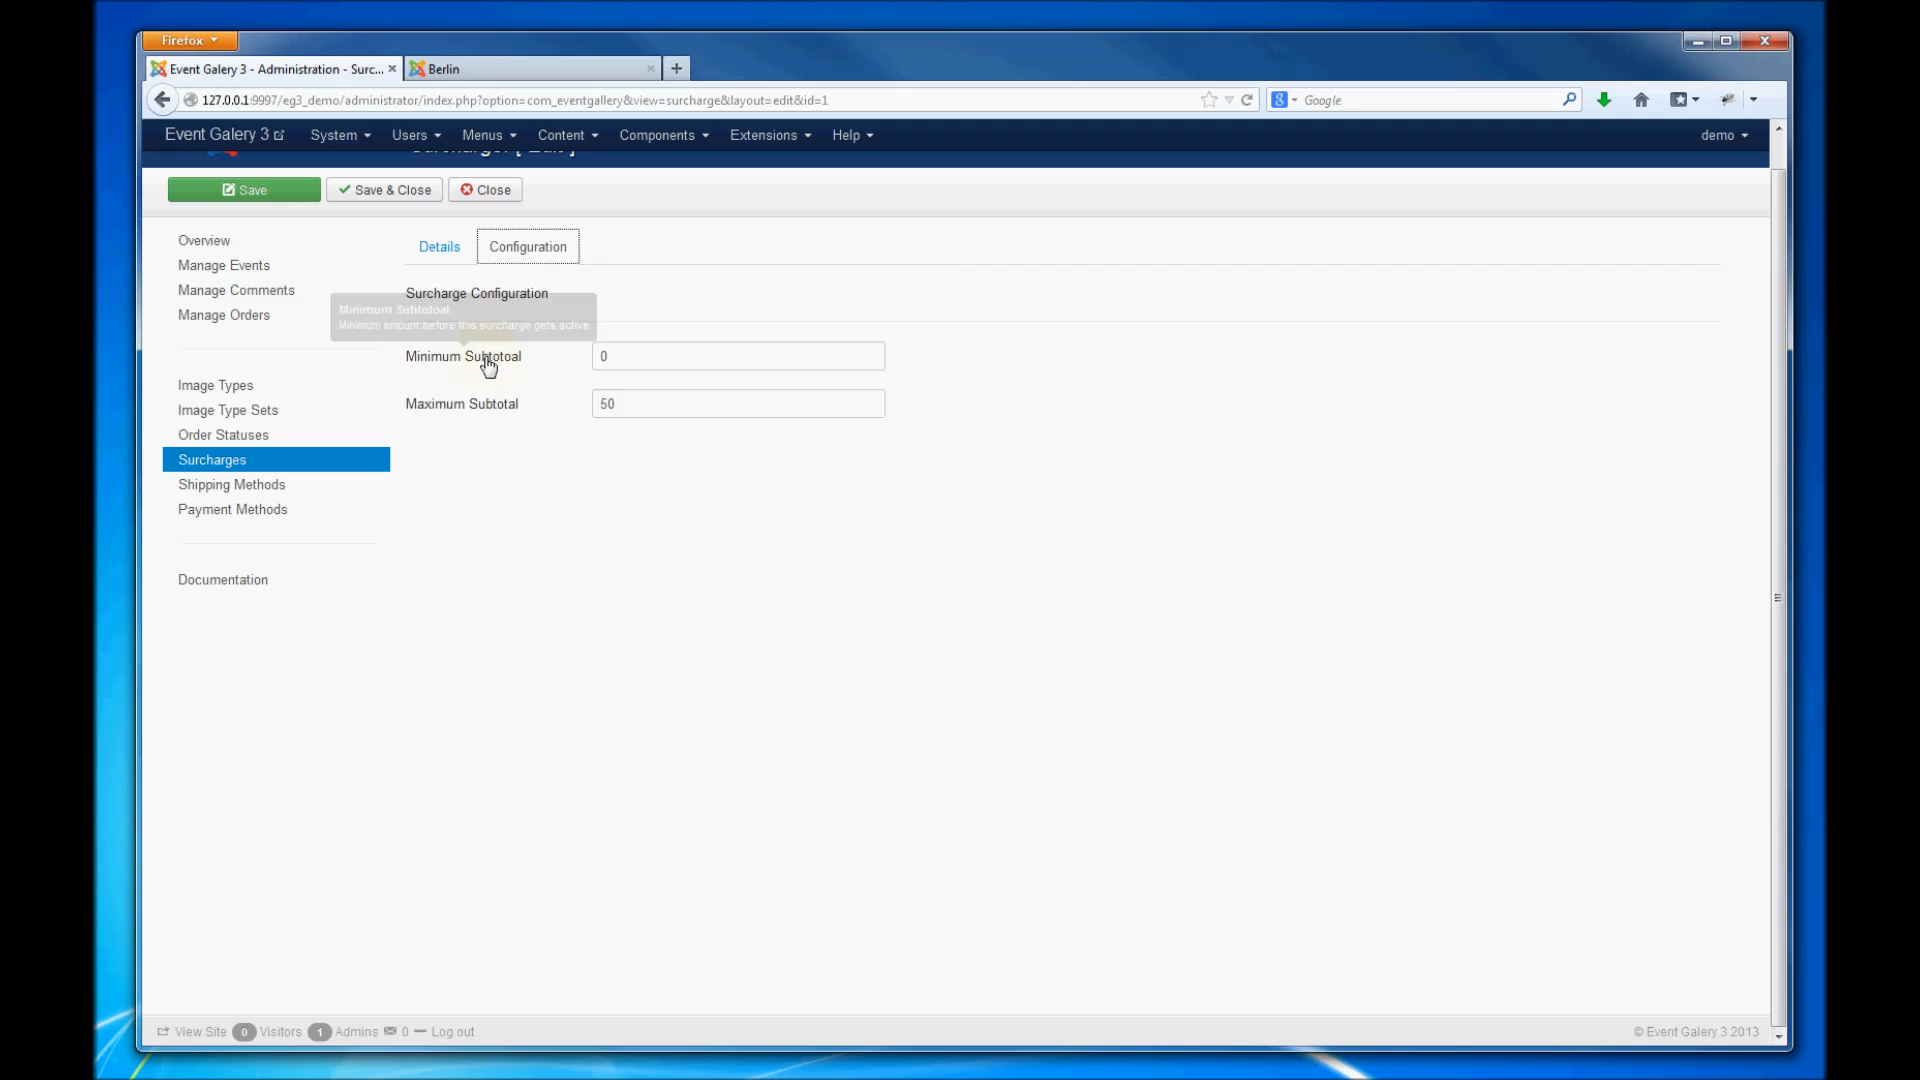 Firefox
Event Galery 3 - Administration - Surc...
Berlin
127.0.0.1:9997/eg3_demo/administrator/index.php?option=com_eventgallery&view=surcharge&layout=edit&id=1
Google
Event Galery 3 System Users Menus Content Components Extensions Help demo
Save Save & Close Close
Overview
Manage Events
Manage Comments
Manage Orders
Image Types
Image Type Sets
Order Statuses
Surcharges
Shipping Methods
Payment Methods
Documentation
Details Configuration
Surcharge Configuration
Minimum Subtotoal
Minimum amount before this surcharge gets active
Minimum Subtotoal 0
Maximum Subtotal 50
View Site 0 Visitors 1 Admins 0 Log out
© Event Galery 3 2013